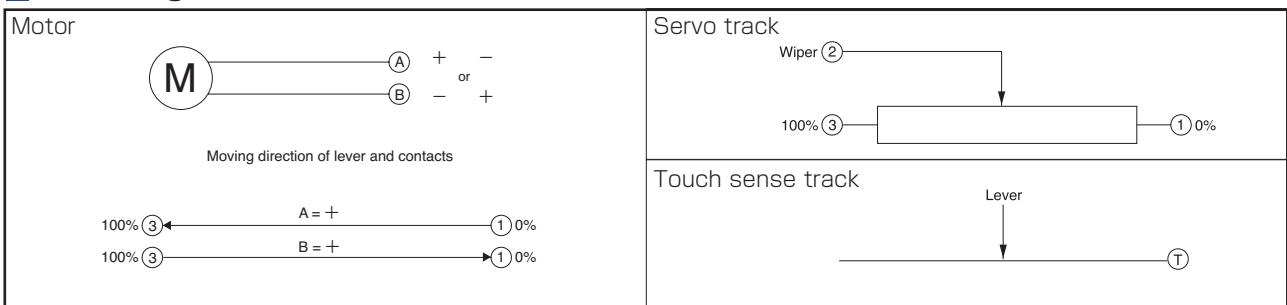 Motor
M
A + −
or
B − +
Moving direction of lever and contacts
100% 3 A = + 1 0%
100% 3 B = + 1 0%
Servo track
Wiper 2
100% 3 1 0%
Touch sense track
Lever
T